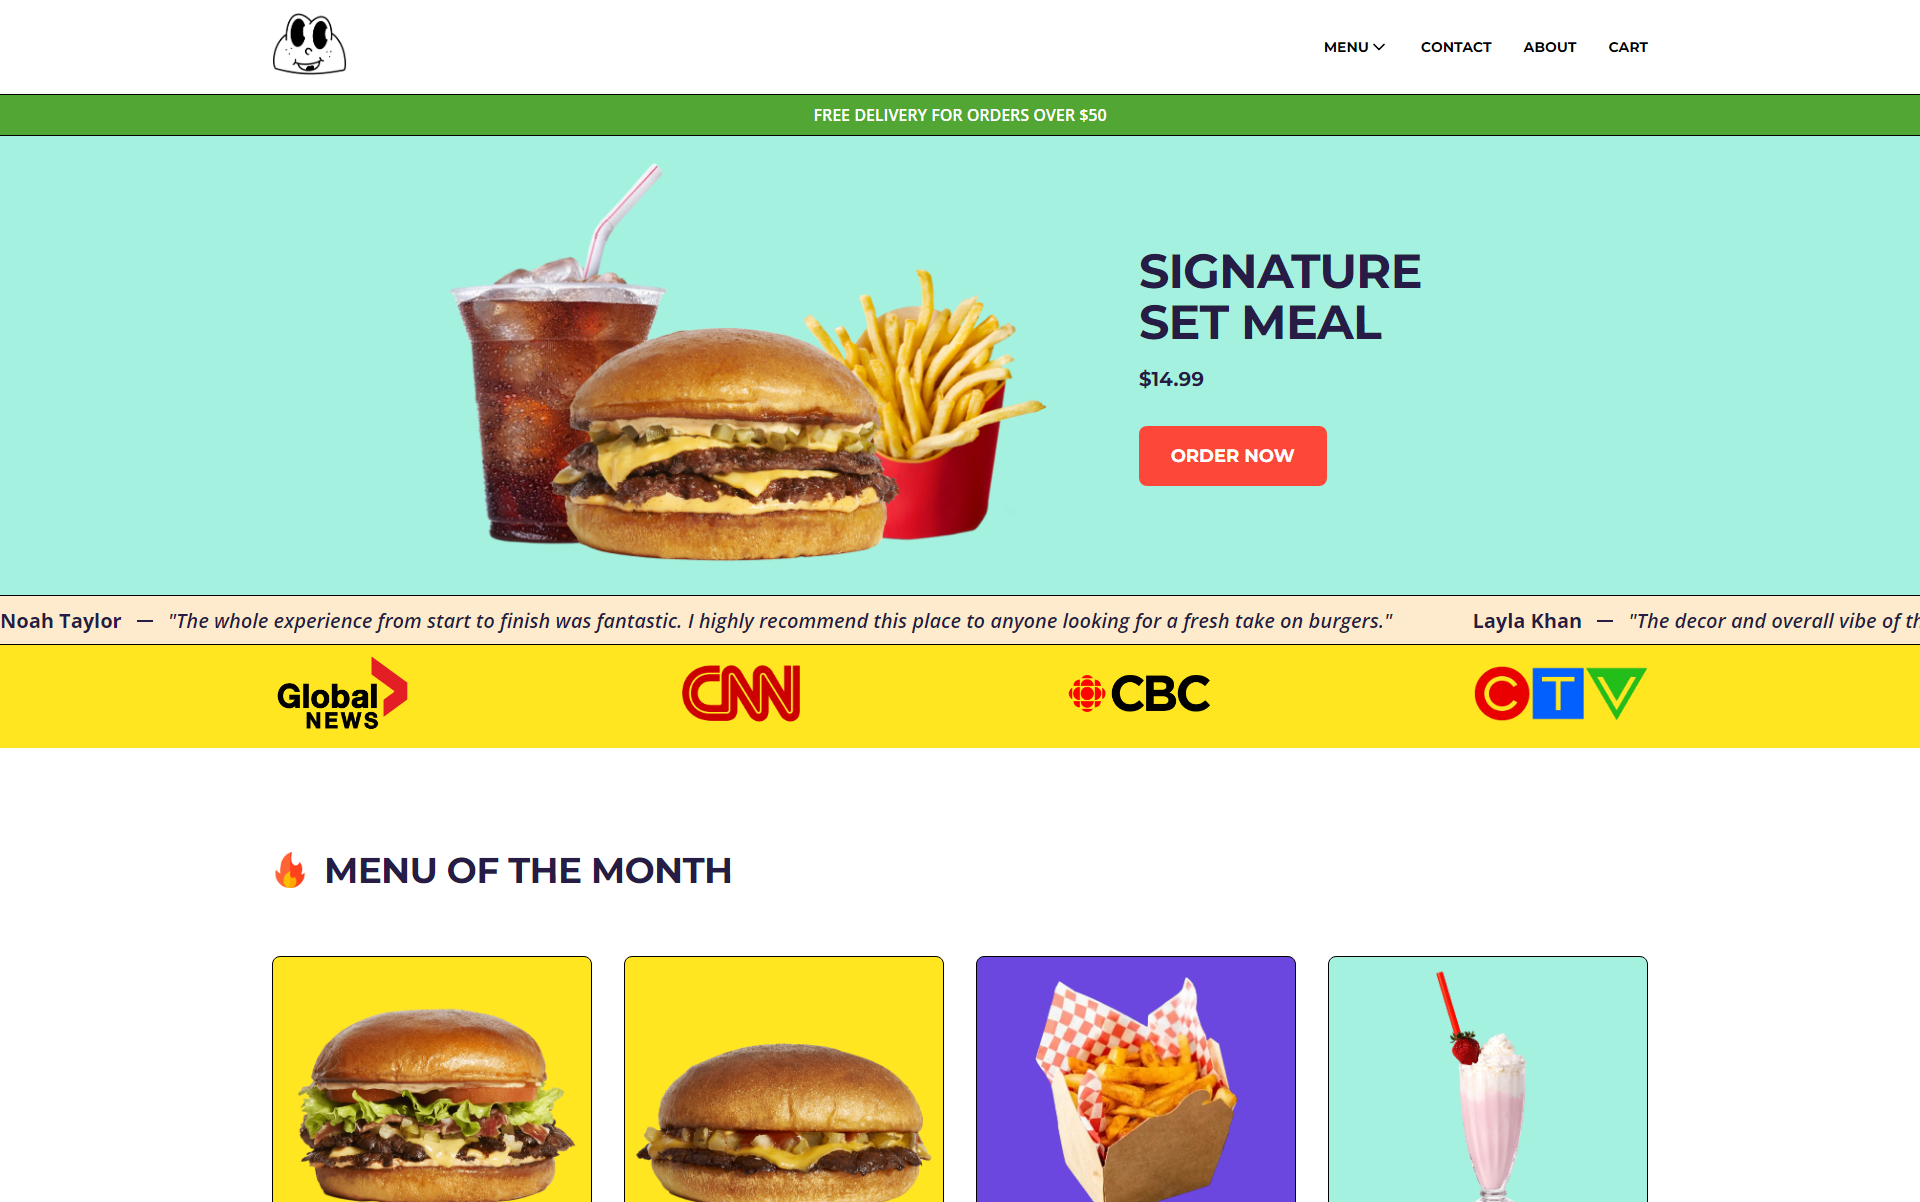 MENU
CONTACT
ABOUT
CART
FREE DELIVERY FOR ORDERS OVER $50
SIGNATURE
SET MEAL
$14.99
ORDER NOW
Noah Taylor — "The whole experience from start to finish was fantastic. I highly recommend this place to anyone looking for a fresh take on burgers."
Layla Khan — "The decor and overall vibe of
Global
NEWS
CNN
CBC
CTV
MENU OF THE MONTH